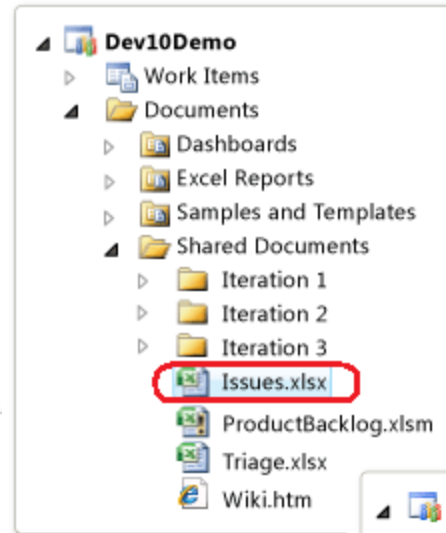 Dev10Demo
Work Items
Documents
Dashboards
Excel Reports
Samples and Templates
Shared Documents
Iteration 1
Iteration 2
Iteration 3
Issues.xlsx
ProductBacklog.xlsm
Triage.xlsx
Wiki.htm